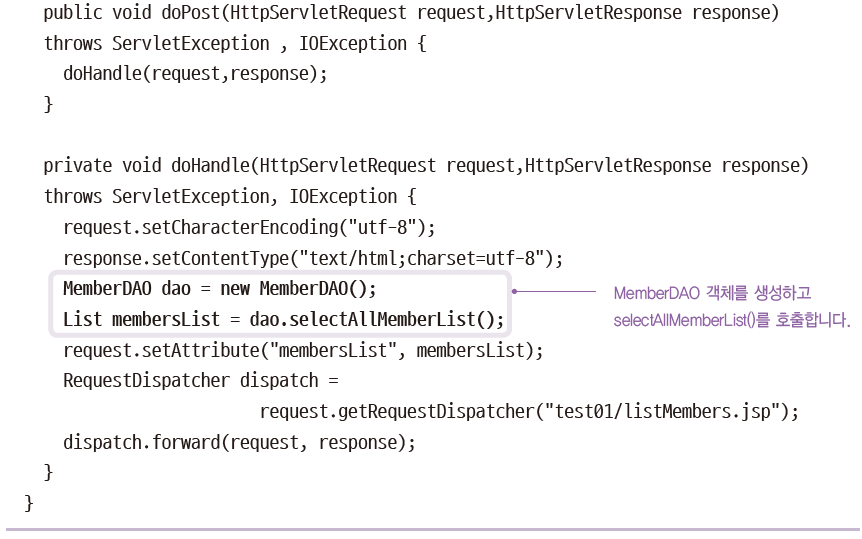 public void doPost(HttpServletRequest request,HttpServletResponse response)
throws ServletException , IOException {
doHandle(request,response);
}
private void doHandle(HttpServletRequest request,HttpServletResponse response)
throws ServletException, IOException {
request.setCharacterEncoding("utf-8");
response.setContentType("text/html;charset=utf-8");
MemberDAO dao = new MemberDAO();
MemberDAO 객체를 생성하고
List membersList = dao.selectAllMemberList();
selectAllMemberList()를 호출합니다.
request.setAttribute("membersList", membersList);
RequestDispatcher dispatch =
request.getRequestDispatcher("test01/listMembers.jsp");
dispatch.forward(request, response);
}
}